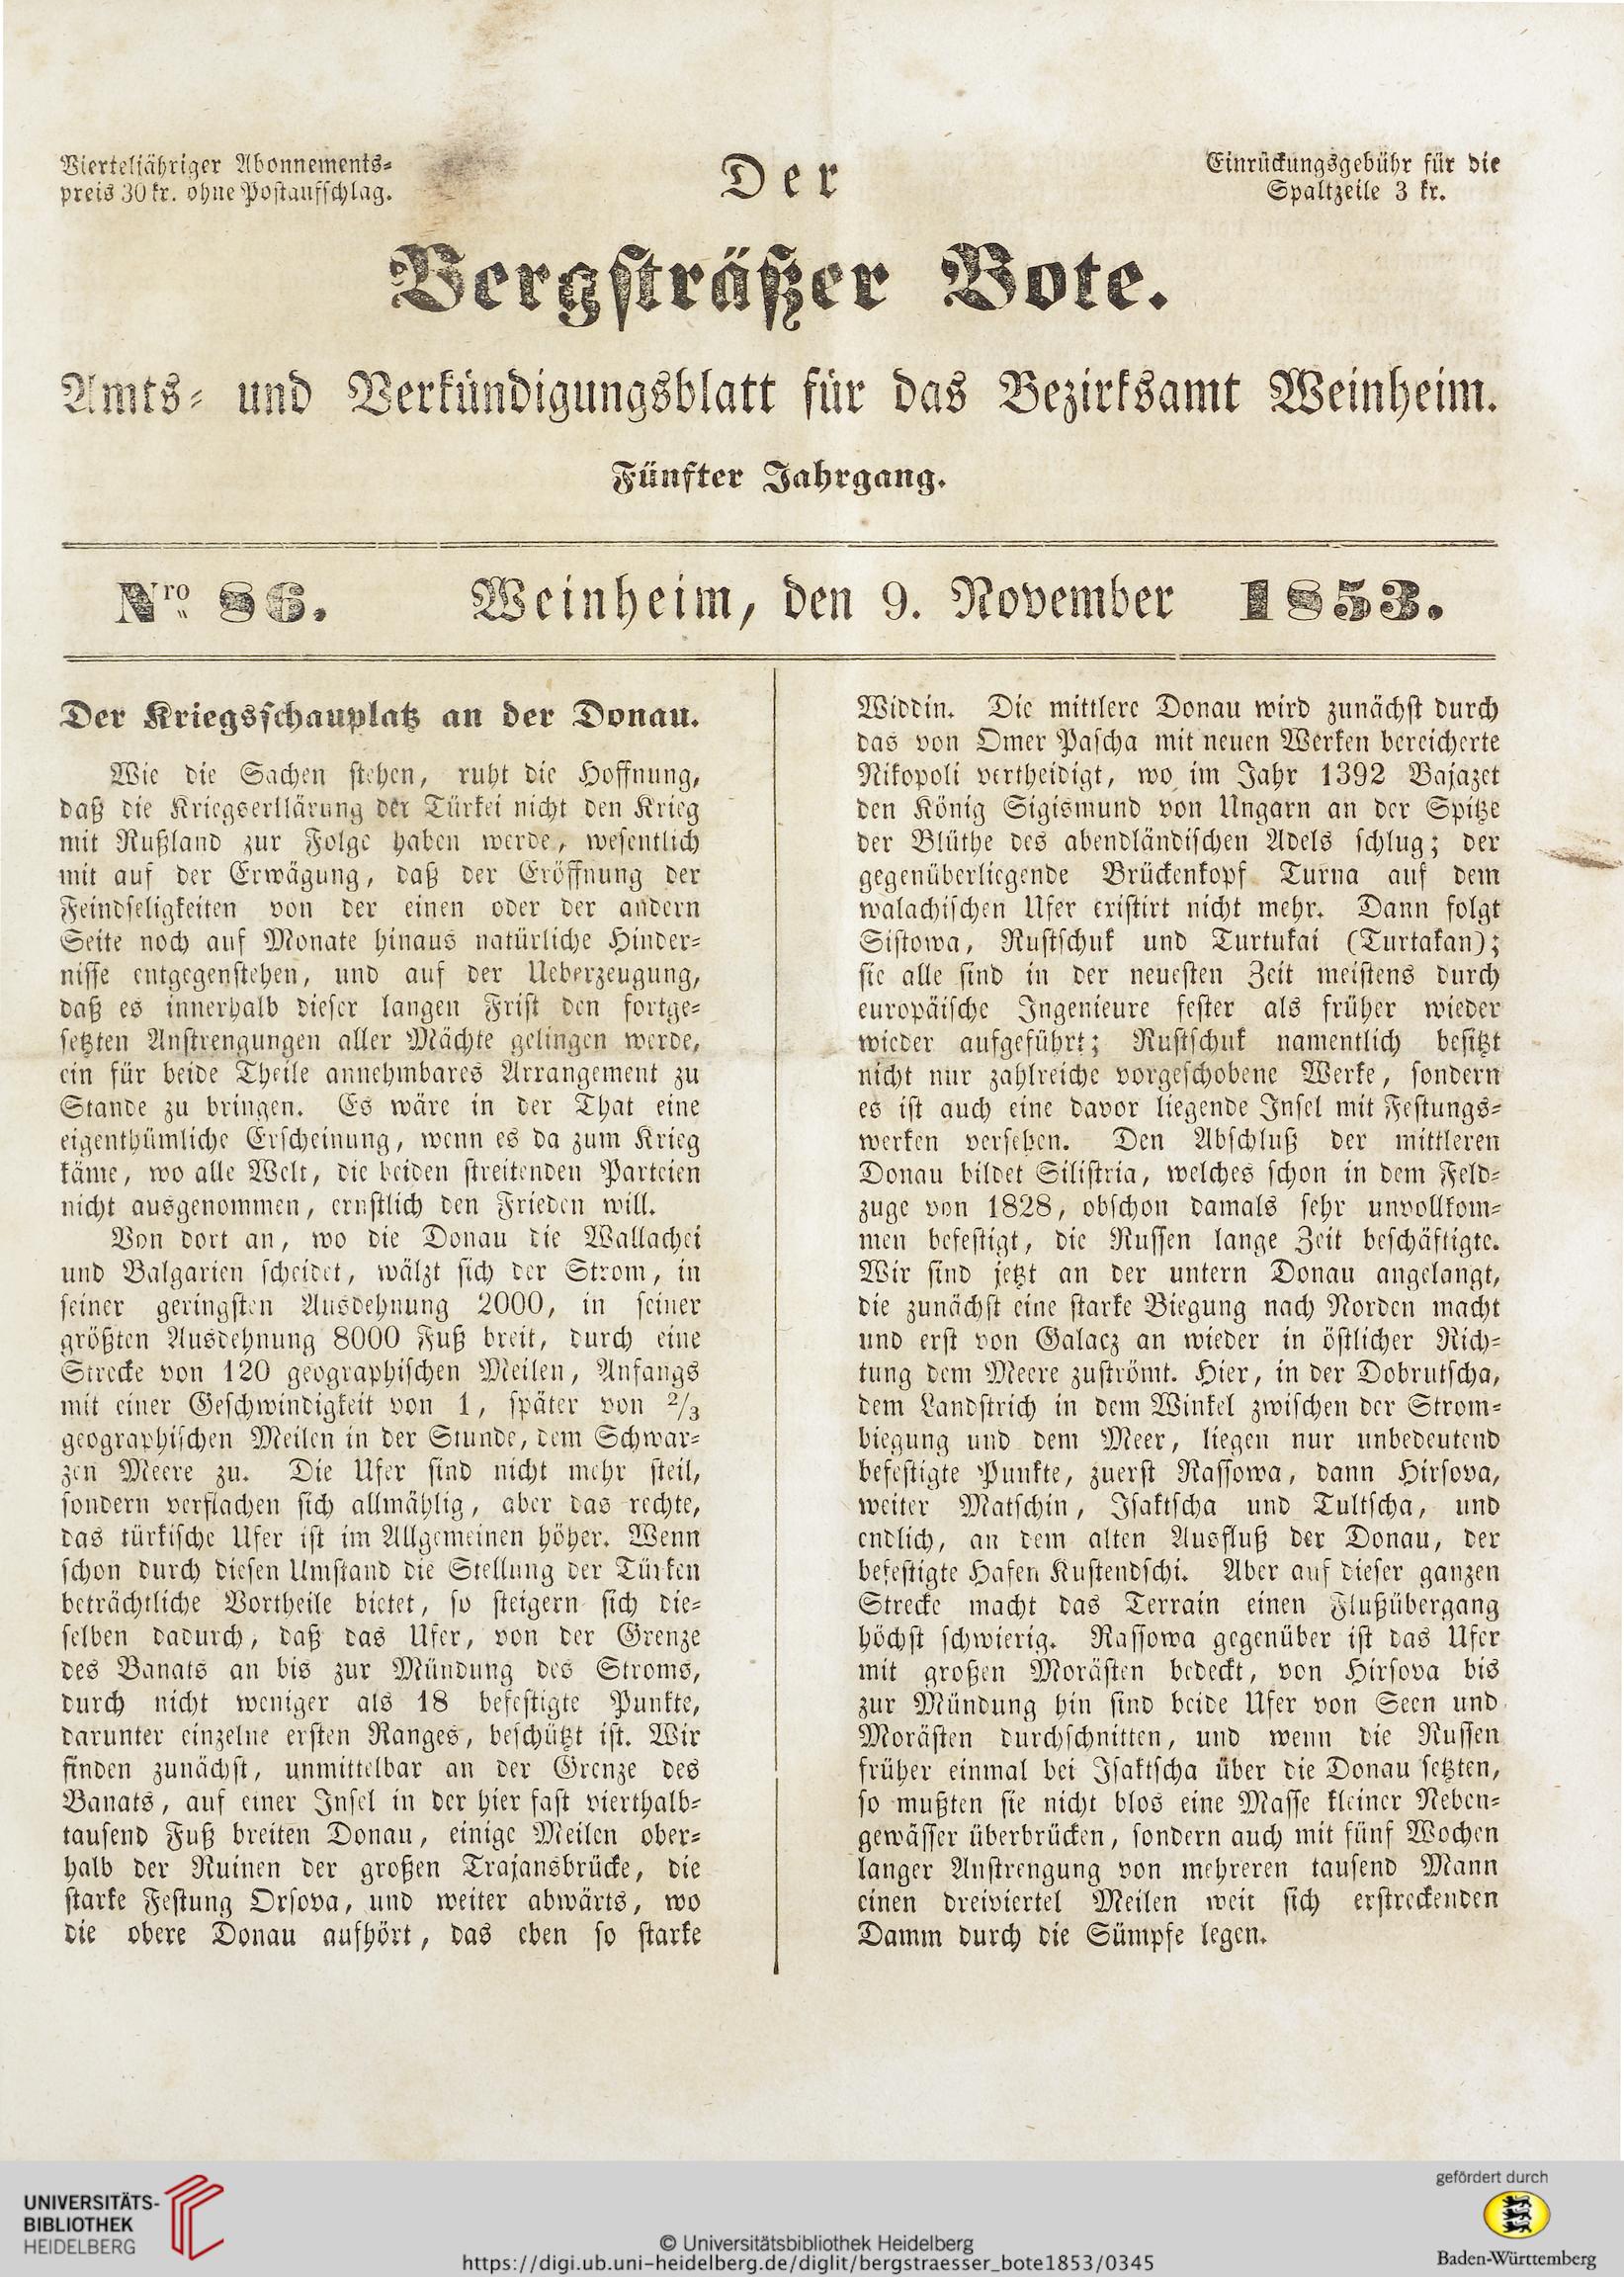 Vierteljähriger Abonnements-
preis 30 kr. ohne Postaufschlag.
Der
Einrückungsgebühr für die
Spaltzeile 3 kr.
Bergsträßer Bote.
Amts- und Verkündigungsblatt für das Bezirksamt Weinheim.
Fünfter Jahrgang.
Nro 86. Weinheim, den 9. November 1853.
Der Kriegsschauplatz an der Donau.
Wie die Sachen stehen, ruht die Hoffnung,
daß die Kriegserllärung der Türkei nicht den Krieg
mit Rußland zur Folge haben werde, wesentlich
mit auf der Erwägung, daß der Eröffnung der
Feindseligkeiten von der einen oder der andern
Seite noch auf Monate hinaus natürliche Hinder-
nisse entgegenstehen, und auf der Ueberzeugung,
daß es innerhalb dieser langen Frist den fortge-
setzten Anstrengungen aller Mächte gelingen werde,
ein für beide Theile annehmbares Arrangement zu
Stande zu bringen. Es wäre in der That eine
eigenthümliche Erscheinung, wenn es da zum Krieg
käme, wo alle Welt, die beiden streitenden Parteien
nicht ausgenommen, ernstlich den Frieden will.
Von dort an, wo die Donau die Wallachei
und Balgarien scheidet, wälzt sich der Strom, in
seiner geringsten Ausdehnung 2000, in seiner
größten Ausdehnung 8000 Fuß breit, durch eine
Strecke von 120 geographischen Meilen, Anfangs
mit einer Geschwindigkeit von 1, später von 2/3
geographischen Meilen in der Stunde, dem Schwar-
zen Meere zu. Die Ufer sind nicht mehr steil,
sondern verflachen sich allmählig, aber das rechte,
das türkische Ufer ist im Allgemeinen höher. Wenn
schon durch diesen Umstand die Stellung der Türken
beträchtliche Vortheile bietet, so steigern sich die-
selben dadurch, daß das Ufer, von der Grenze
des Banats an bis zur Mündung des Stroms,
durch nicht weniger als 18 befestigte Punkte,
darunter einzelne ersten Ranges, beschützt ist. Wir
finden zunächst, unmittelbar an der Grenze des
Banats, auf einer Insel in der hier fast vierthalb-
tausend Fuß breiten Donau, einige Meilen ober-
halb der Ruinen der großen Trajansbrücke, die
starke Festung Orsova, und weiter abwärts, wo
die obere Donau aufhört, das eben so starke
Widdin. Die mittlere Donau wird zunächst durch
das von Omer Pascha mit neuen Werken bereicherte
Nikopoli vertheidigt, wo im Jahr 1392 Bajazet
den König Sigismund von Ungarn an der Spitze
der Blüthe des abendländischen Adels schlug; der
gegenüberliegende Brückenkopf Turna auf dem
walachischen Ufer existirt nicht mehr. Dann folgt
Sistowa, Rustschuk und Turtukai (Turtakan);
sie alle sind in der neuesten Zeit meistens durch
europäische Ingenieure fester als früher wieder
wieder aufgeführt; Rustschuk namentlich besitzt
nicht nur zahlreiche vorgeschobene Werke, sondern
es ist auch eine davor liegende Insel mit Festungs-
werken versehen. Den Abschluß der mittleren
Donau bildet Silistria, welches schon in dem Feld-
zuge von 1828, obschon damals sehr unvollkom-
men befestigt, die Russen lange Zeit beschäftigte.
Wir sind jetzt an der untern Donau angelangt,
die zunächst eine starke Biegung nach Norden macht
und erst von Galacz an wieder in östlicher Rich-
tung dem Meere zuströmt. Hier, in der Dobrutscha,
dem Landstrich in dem Winkel zwischen der Strom-
biegung und dem Meer, liegen nur unbedeutend
befestigte Punkte, zuerst Rassowa, dann Hirsova,
weiter Matschin, Isaktscha und Tultscha, und
endlich, an dem alten Ausfluß der Donau, der
befestigte Hafen Kustendschi. Aber auf dieser ganzen
Strecke macht das Terrain einen Flußübergang
höchst schwierig. Rassowa gegenüber ist das Ufer
mit großen Morästen bedeckt, von Hirsova bis
zur Mündung hin sind beide Ufer von Seen und
Morästen durchschnitten, und wenn die Russen
früher einmal bei Isaktscha über die Donau setzten,
so mußten sie nicht blos eine Masse kleiner Neben-
gewässer überbrücken, sondern auch mit fünf Wochen
langer Anstrengung von mehreren tausend Mann
einen dreiviertel Meilen weit sich erstreckenden
Damm durch die Sümpfe legen.
UNIVERSITÄTS-
BIBLIOTHEK
HEIDELBERG
© Universitätsbibliothek Heidelberg
https://digi.ub.uni-heidelberg.de/diglit/bergstraesser_bote1853/0345
gefördert durch
Baden-Württemberg